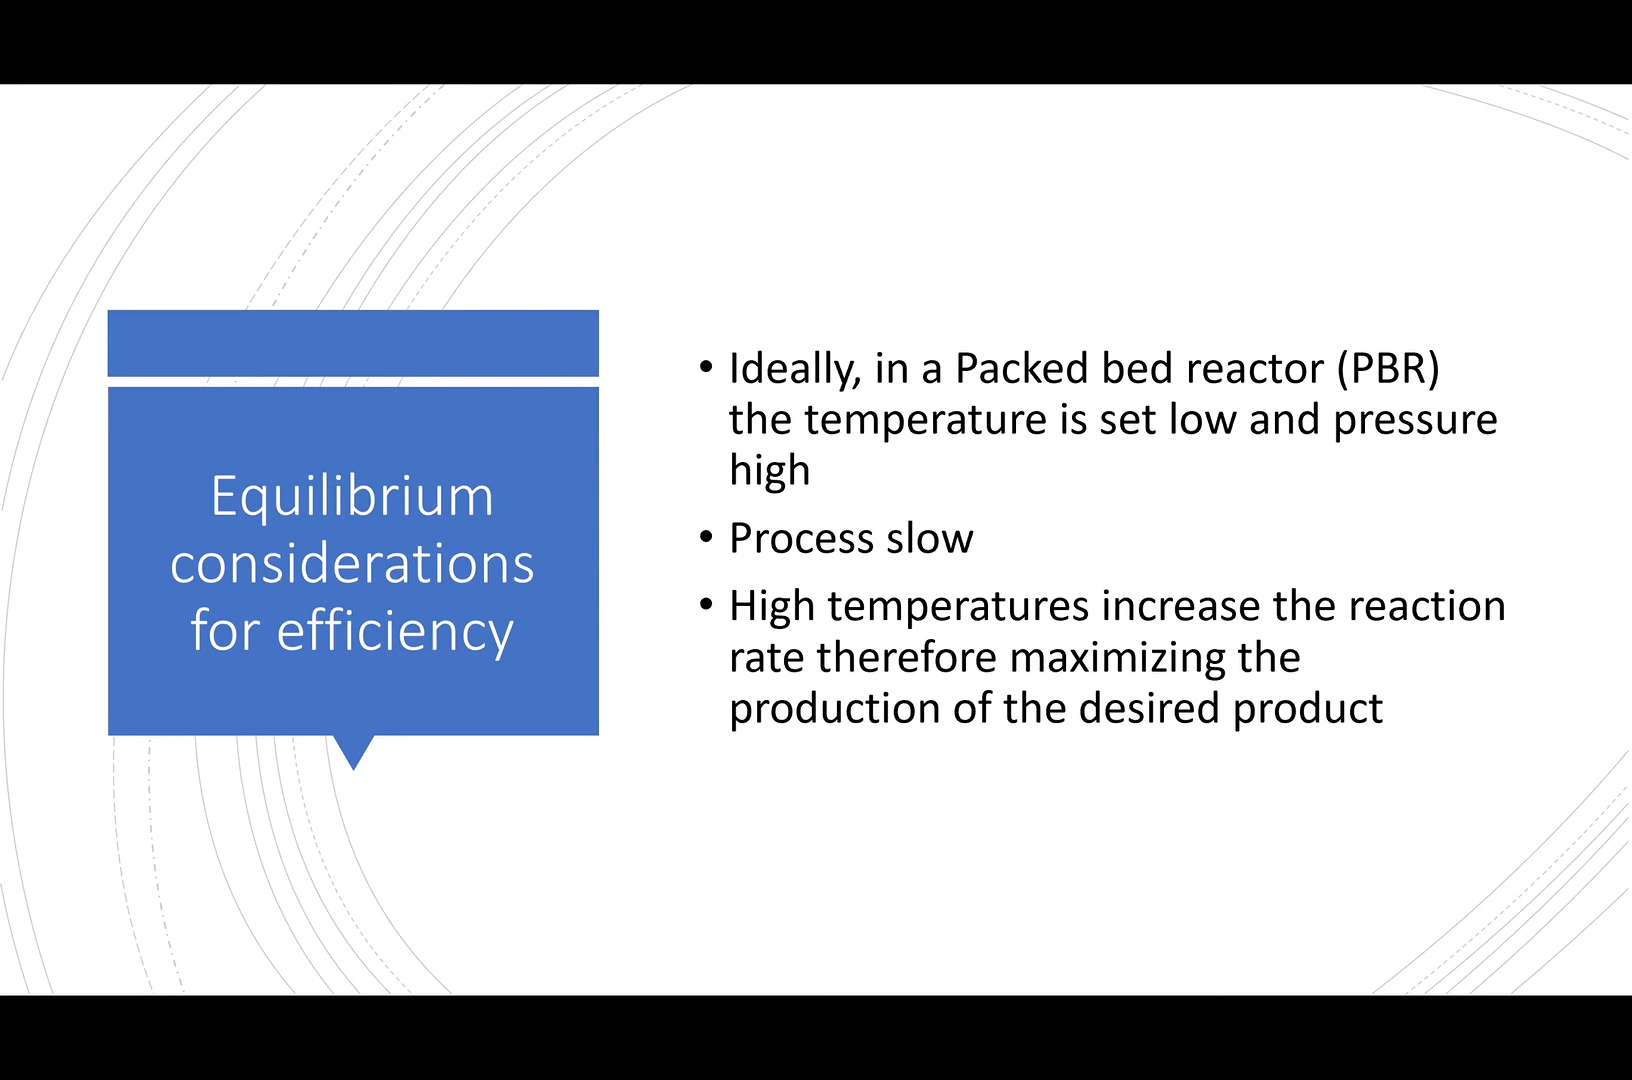 Equilibrium
considerations
for efficiency
• Ideally, in a Packed bed reactor (PBR)
the temperature is set low and pressure
high
• Process slow
• High temperatures increase the reaction
rate therefore maximizing the
production of the desired product